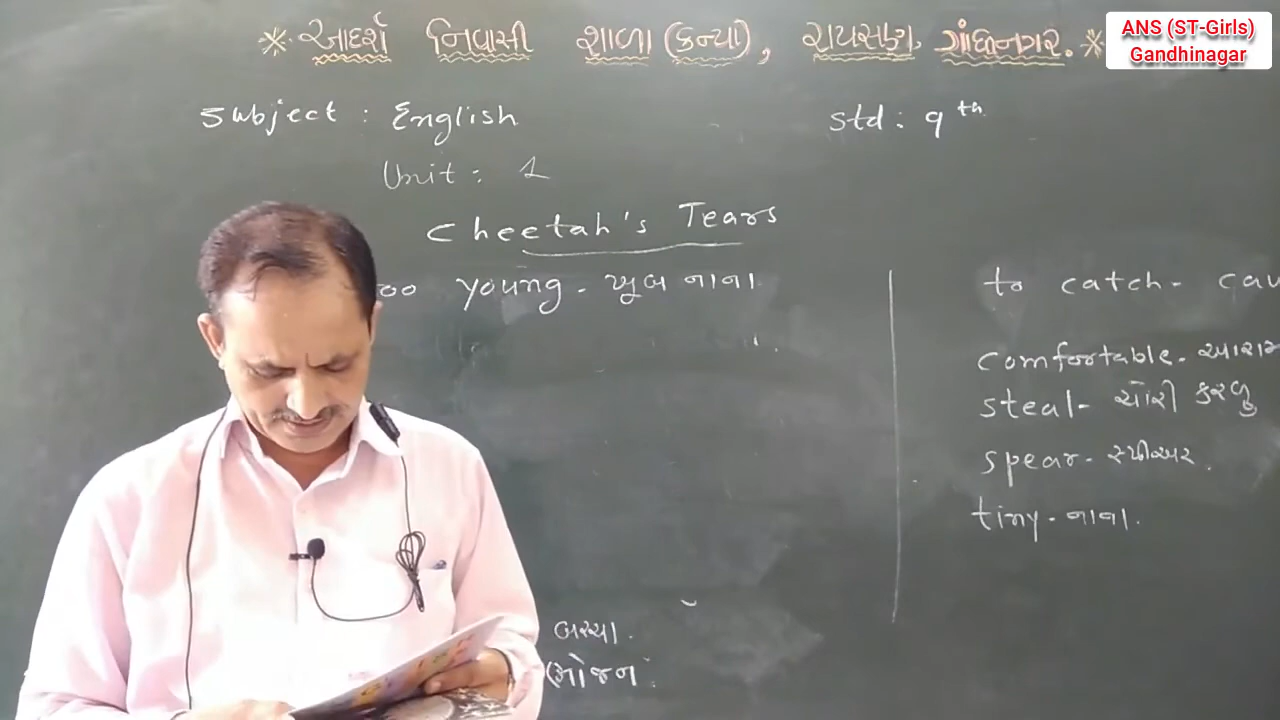 * આદર્શ નિવાસી શાળા (કન્યા), રાયસણ, ગાંધીનગર. *
ANS (ST-Girls)
Gandhinagar
Subject : English
Std : 9th
Unit : 1
Cheetah's Tears
young - ખુબ નાના
to catch -
comfortable -
steal - ચોરી કરવુ
spear - સ્પીઅર.
tiny - નાના.
બચ્ચા.
ભોજન